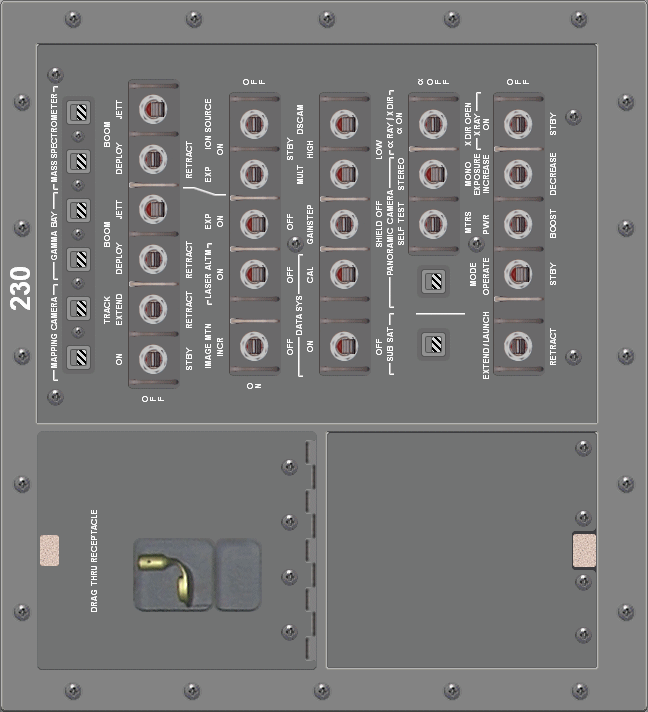 230
MAPPING CAMERA
GAMMA BAY
MASS SPECTROMETER
TRACK
BOOM
BOOM
ON
EXTEND
DEPLOY
JETT
DEPLOY
JETT
OFF
STBY
RETRACT
RETRACT
RETRACT
IMAGE MTN
LASER ALTM
EXP
EXP
ION SOURCE
INCR
ON
ON
ON
ON
OFF
OFF
OFF
OFF
STBY
DATA SYS
MULT
DSCAM
ON
CAL
GAINSTEP
HIGH
OFF
SHIELD OFF
LOW
SUB SAT
PANORAMIC CAMERA
α RAY / X DIR
SELF TEST
STEREO
α ON
α
OFF
MODE
MTRS
MONO
X DIR OPEN
EXPOSURE
X RAY
EXTEND/LAUNCH
OPERATE
PWR
INCREASE
ON
OFF
RETRACT
STBY
BOOST
DECREASE
STBY
DRAG THRU RECEPTACLE